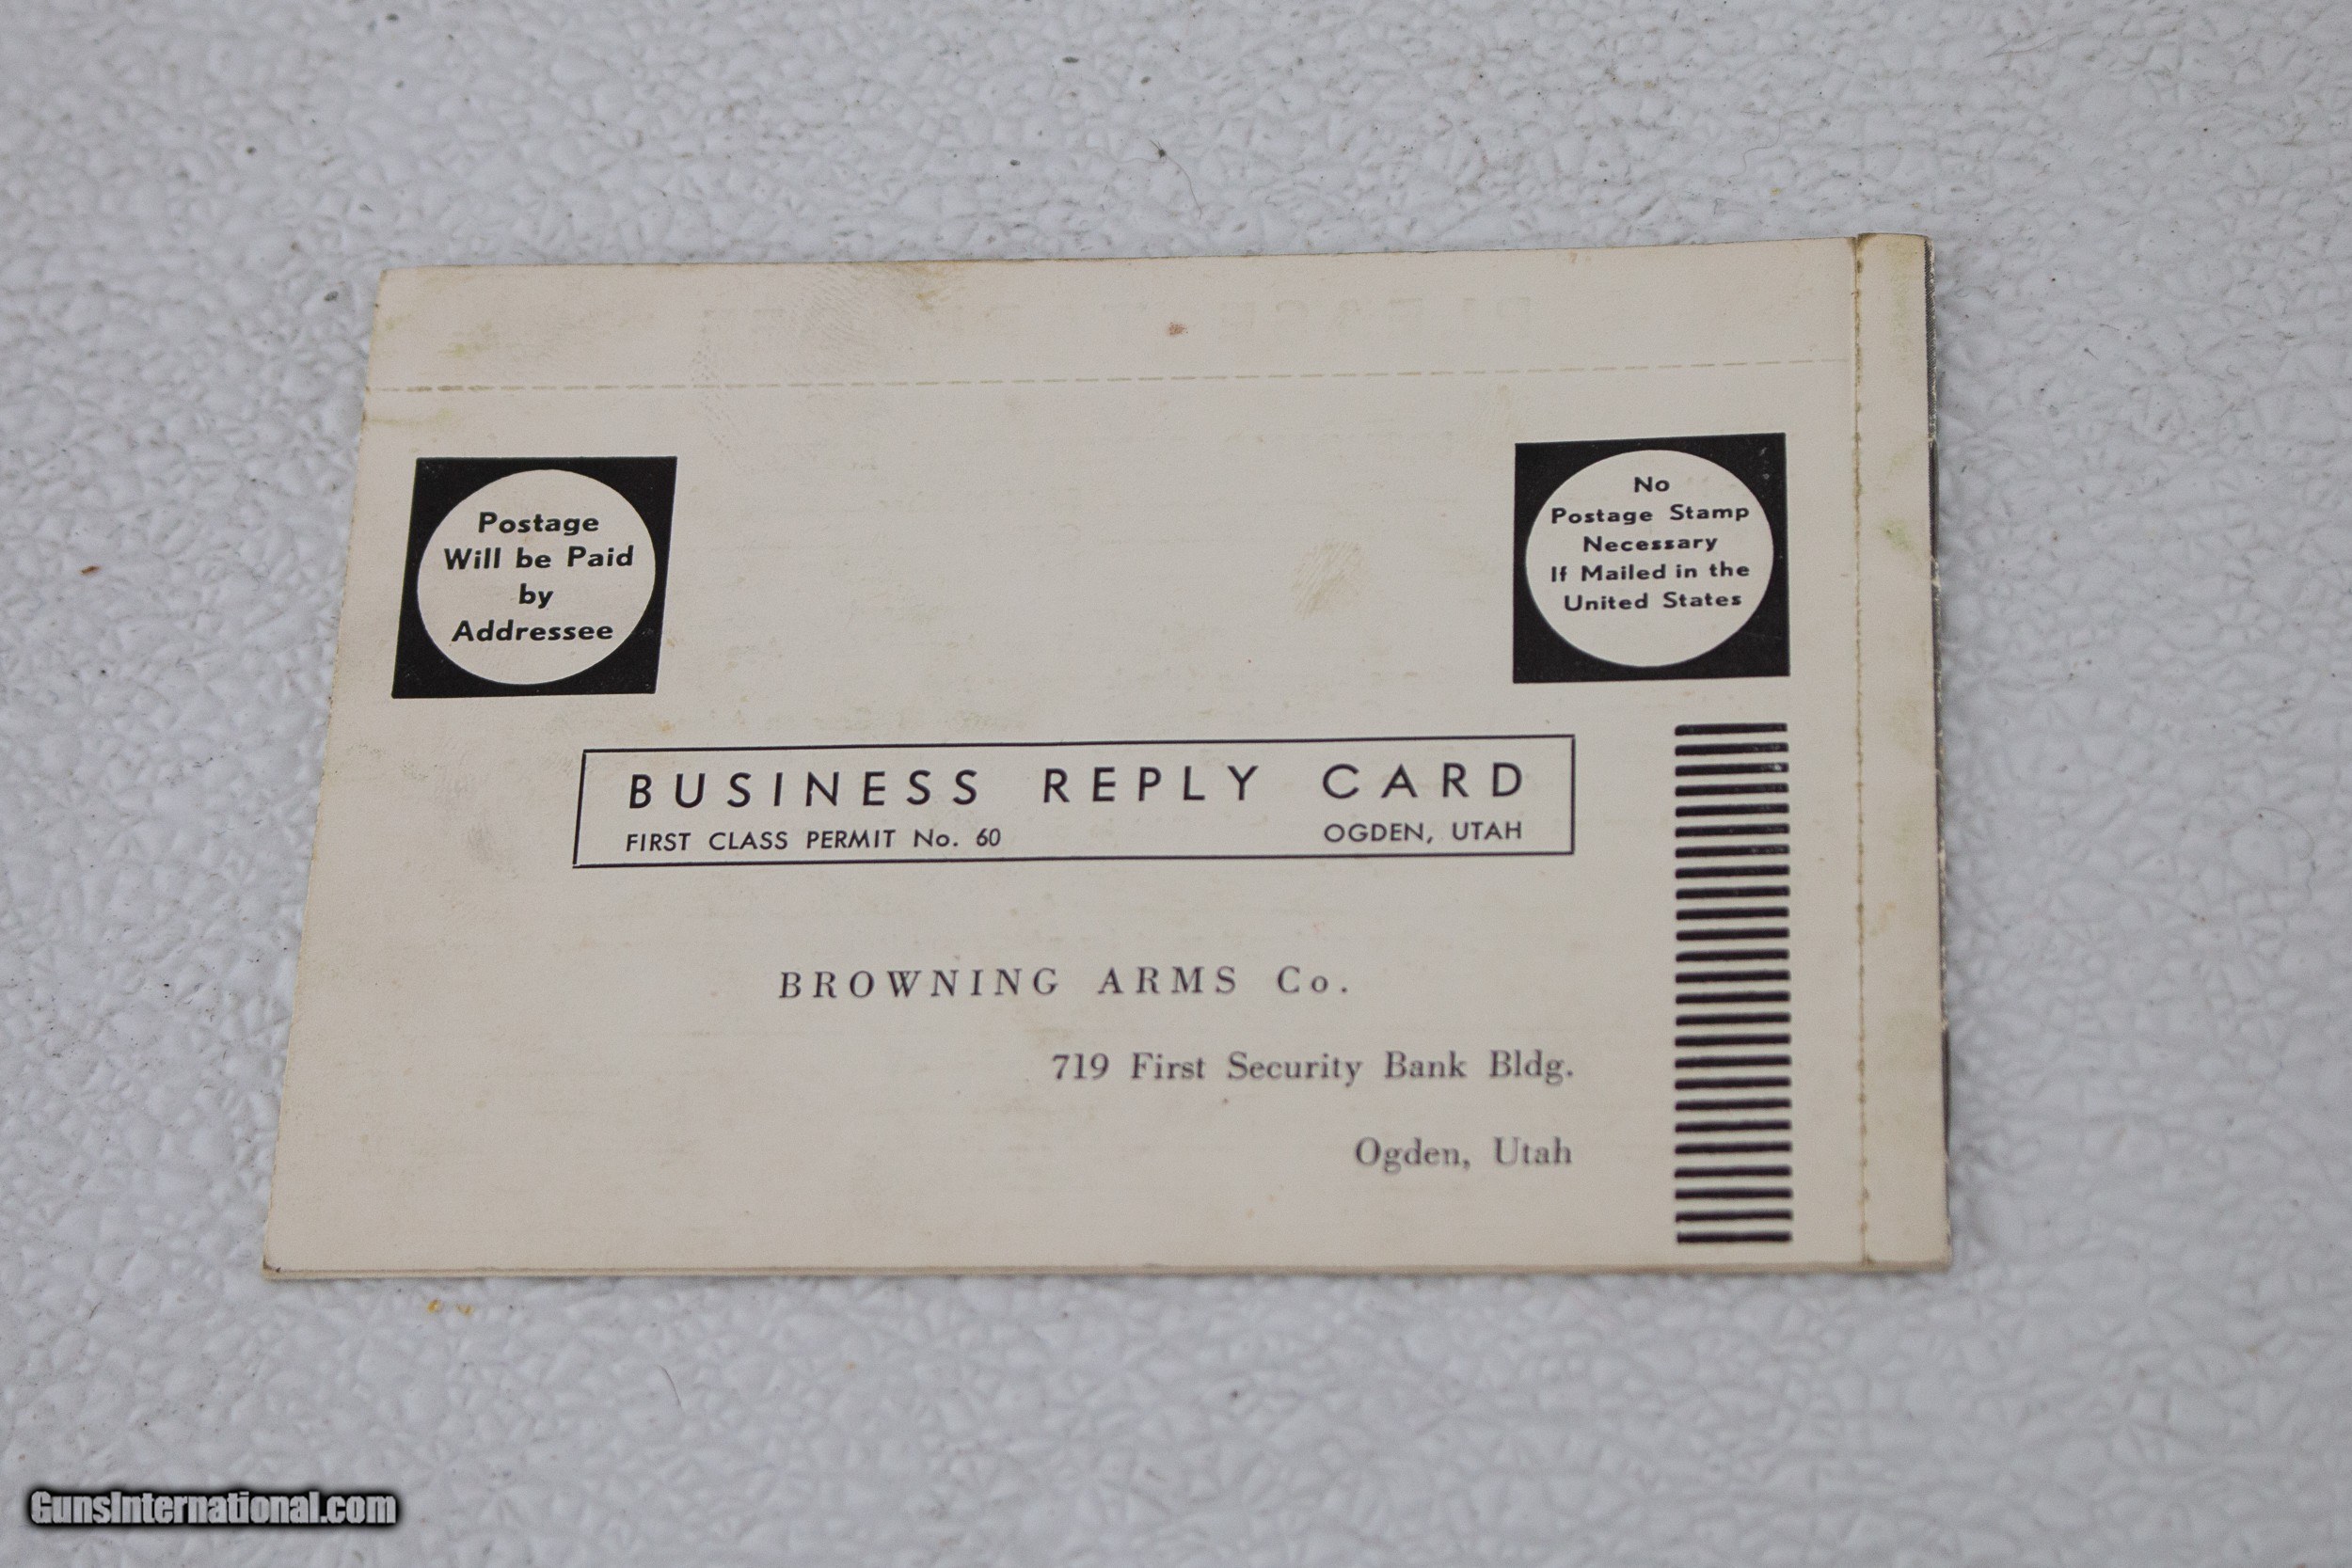 Postage
Will be Paid
by
Addressee
No
Postage Stamp
Necessary
If Mailed in the
United States
BUSINESS REPLY CARD
FIRST CLASS PERMIT No. 60 OGDEN, UTAH
BROWNING ARMS Co.
719 First Security Bank Bldg.
Ogden, Utah
GunsInternational.com